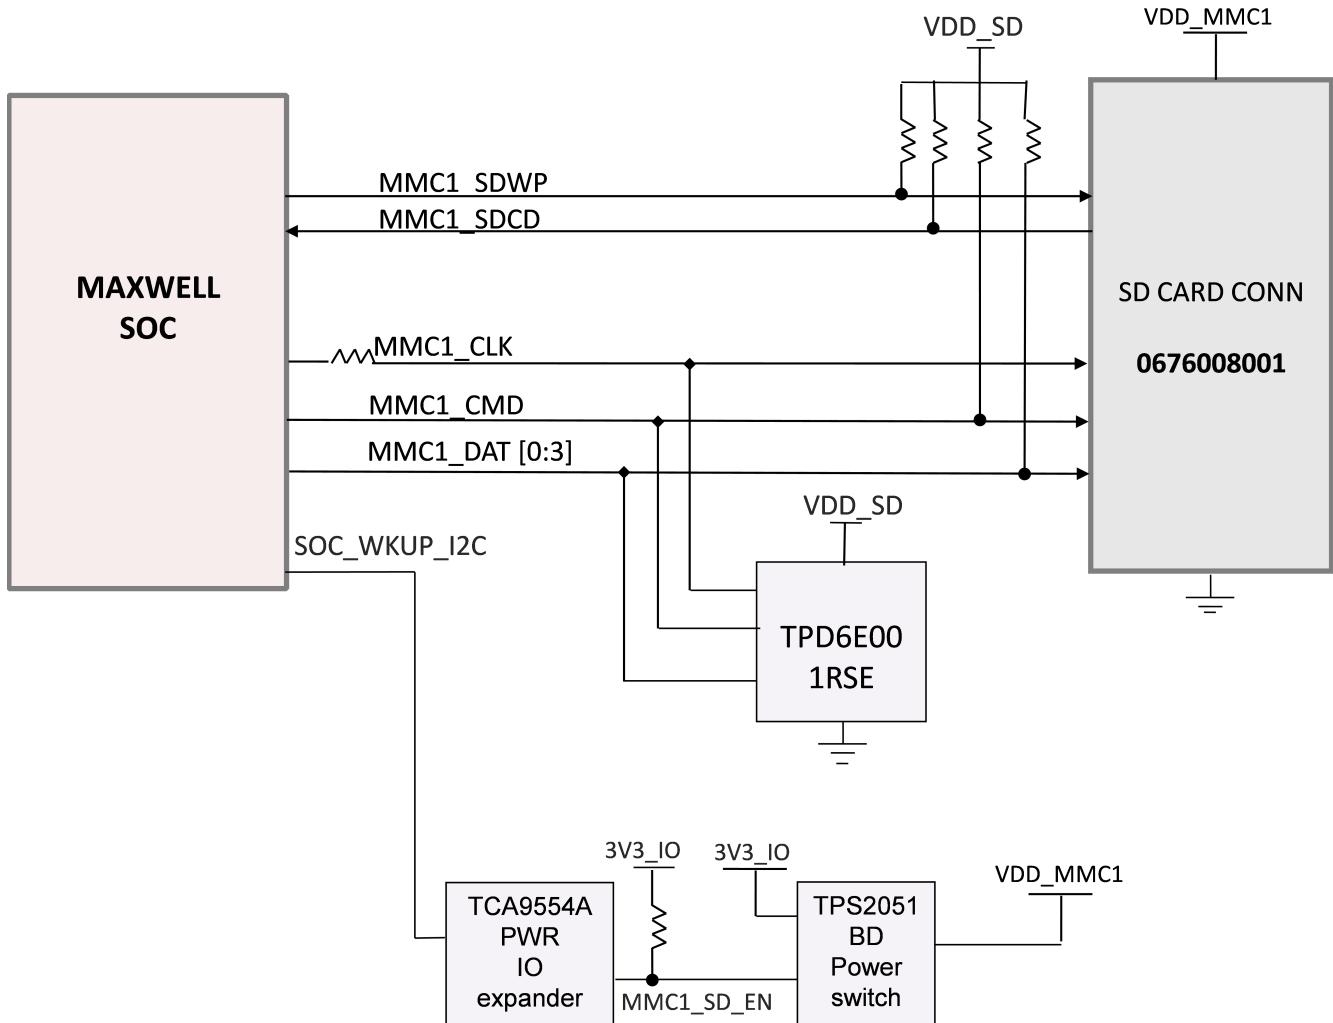 VDD_SD
VDD_MMC1
MMC1_SDWP
MMC1_SDCD
MAXWELL
SOC
SD CARD CONN
0676008001
MMC1_CLK
MMC1_CMD
MMC1_DAT [0:3]
VDD_SD
SOC_WKUP_I2C
TPD6E00
1RSE
3V3_IO
3V3_IO
VDD_MMC1
TCA9554A
PWR
IO
expander
MMC1_SD_EN
TPS2051
BD
Power
switch